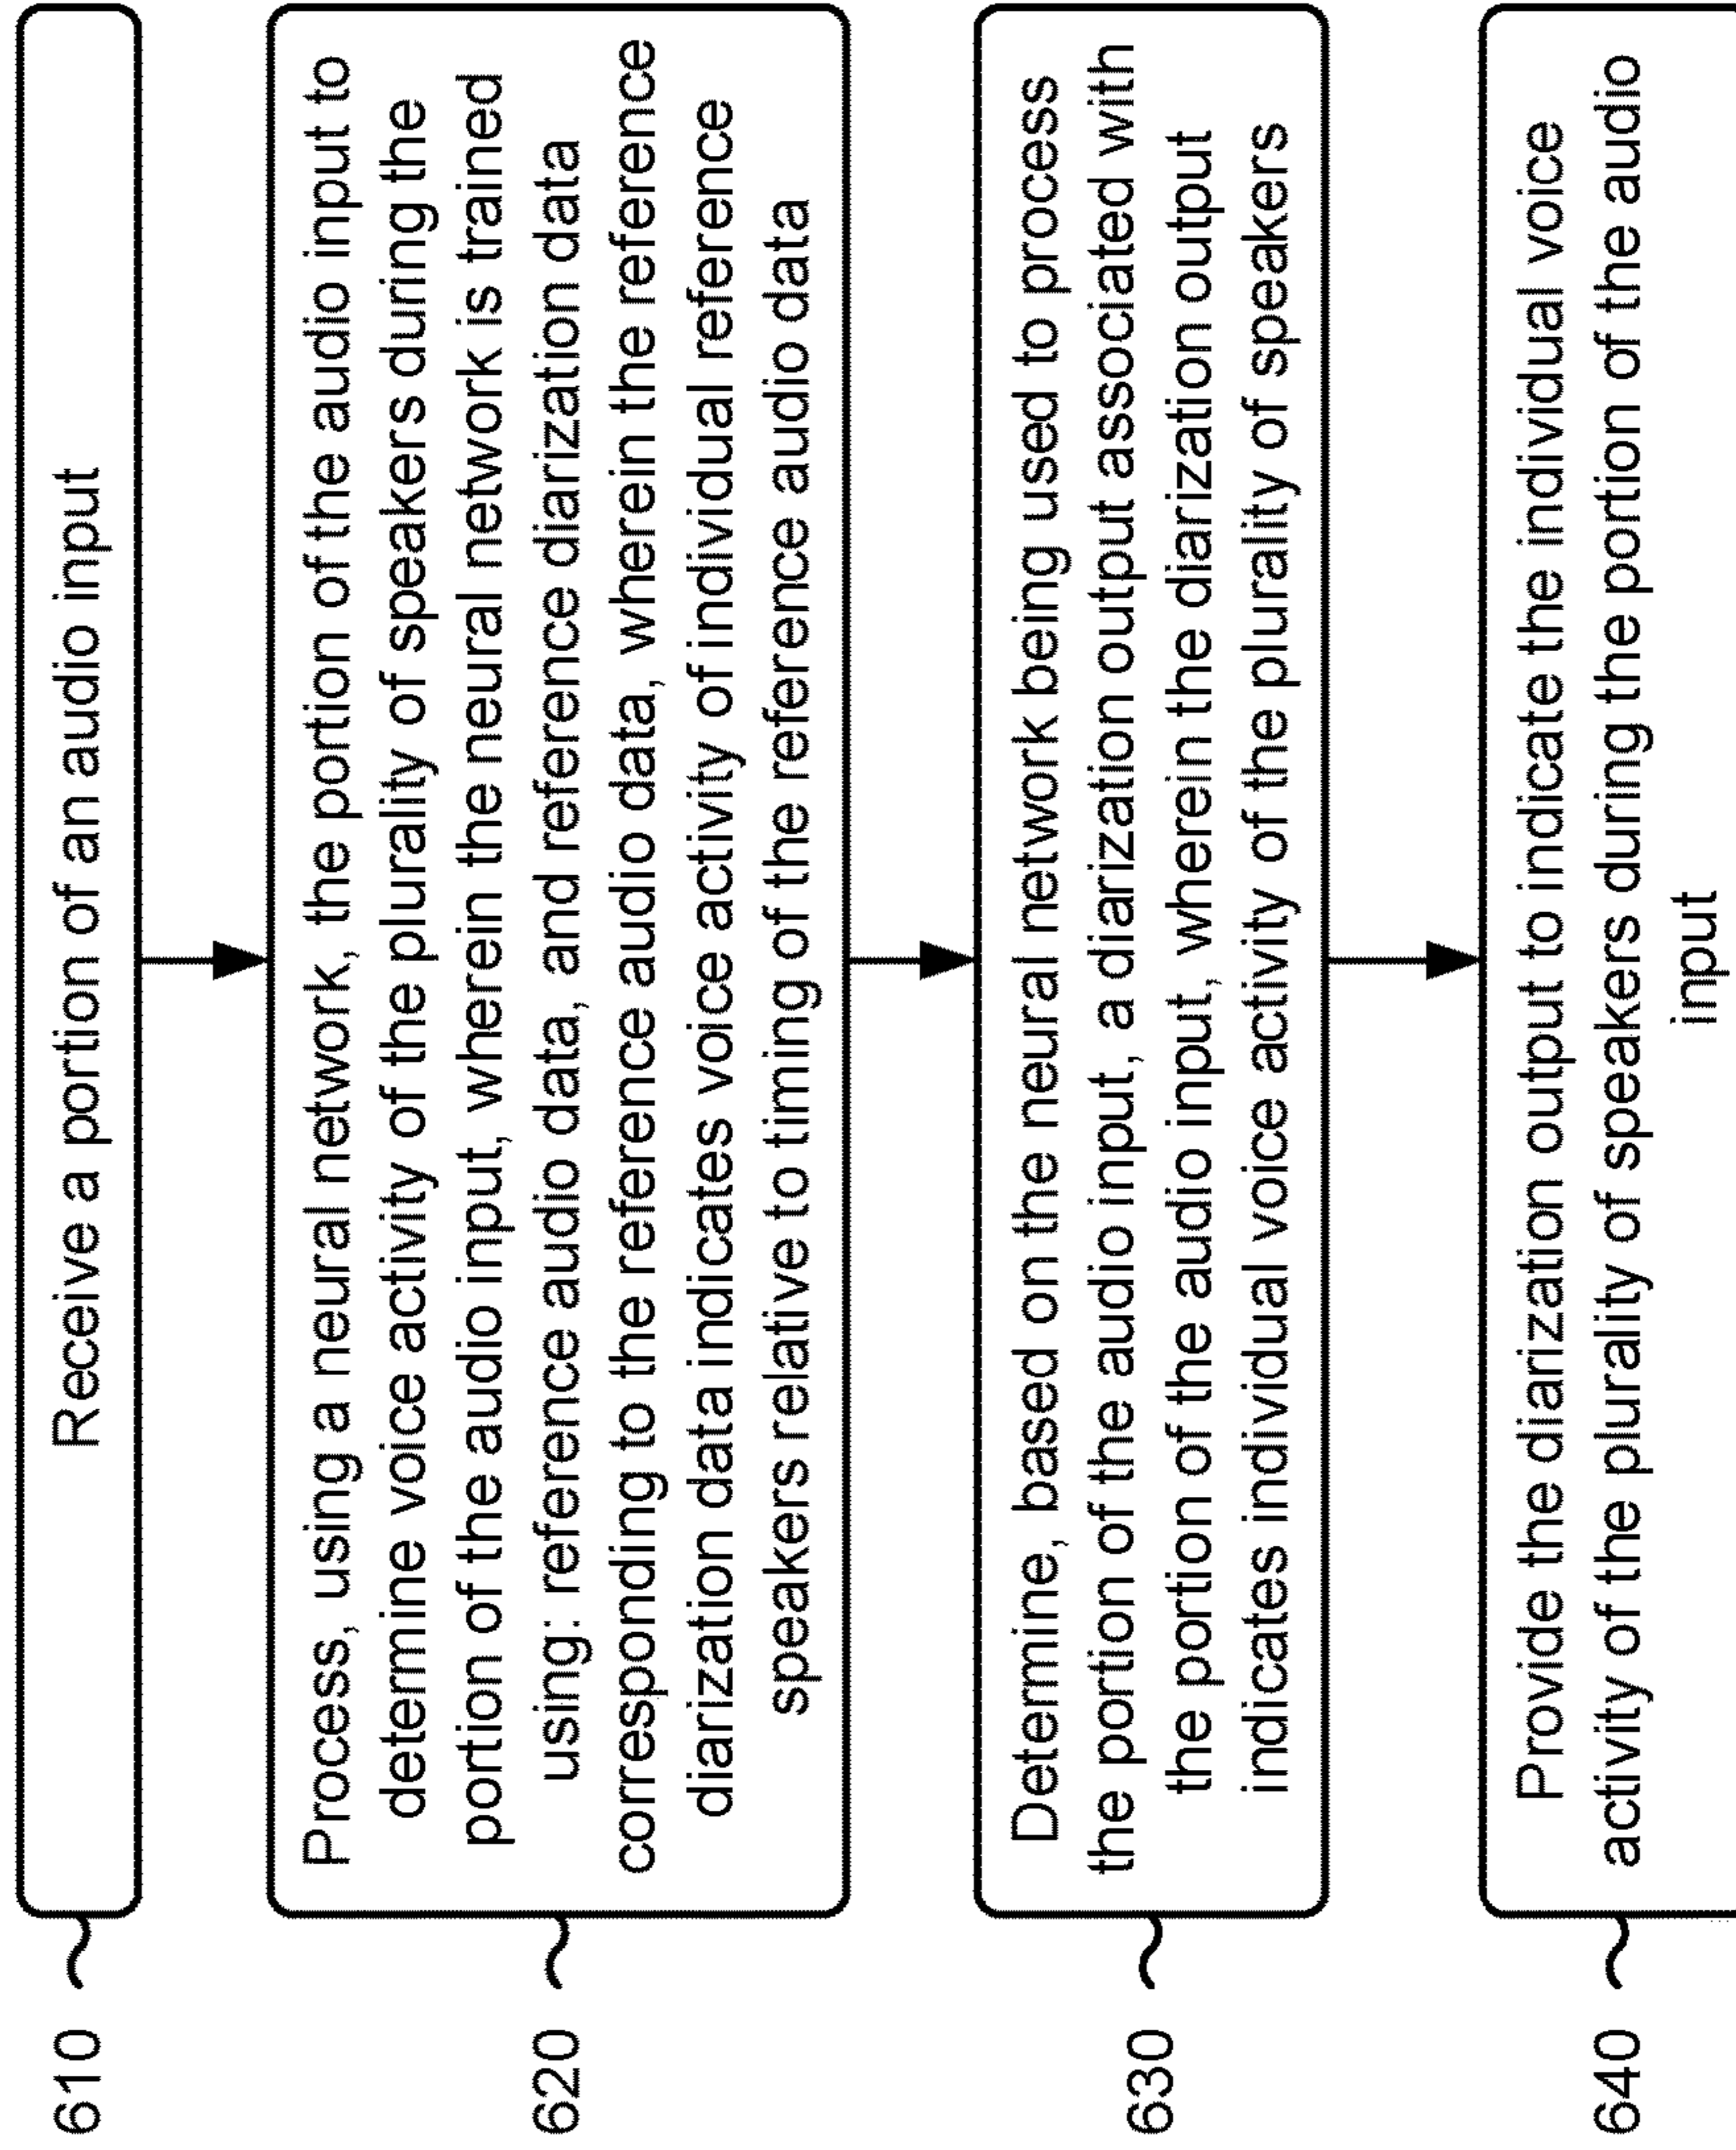 610
Receive a portion of an audio input
620
Process, using a neural network, the portion of the audio input to
determine voice activity of the plurality of speakers during the
portion of the audio input, wherein the neural network is trained
using: reference audio data, and reference diarization data
corresponding to the reference audio data, wherein the reference
diarization data indicates voice activity of individual reference
speakers relative to timing of the reference audio data
630
Determine, based on the neural network being used to process
the portion of the audio input, a diarization output associated with
the portion of the audio input, wherein the diarization output
indicates individual voice activity of the plurality of speakers
640
Provide the diarization output to indicate the individual voice
activity of the plurality of speakers during the portion of the audio
input